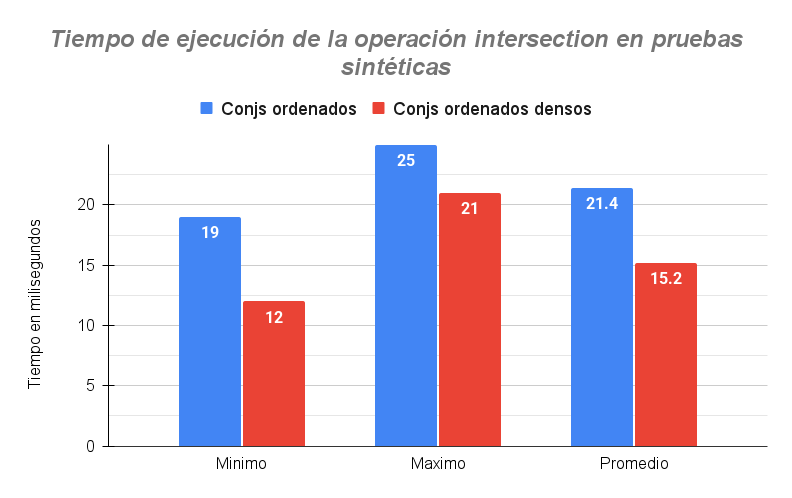 Tiempo de ejecución de la operación intersection en pruebas
sintéticas
Conjs ordenados Conjs ordenados densos
Tiempo en milisegundos
20
15
10
5
0
19
12
25
21
21.4
15.2
Minimo Maximo Promedio